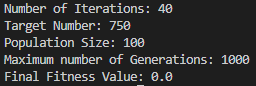 Number of Iterations: 40
Target Number: 750
Population Size: 100
Maximum number of Generations: 1000
Final Fitness Value: 0.0